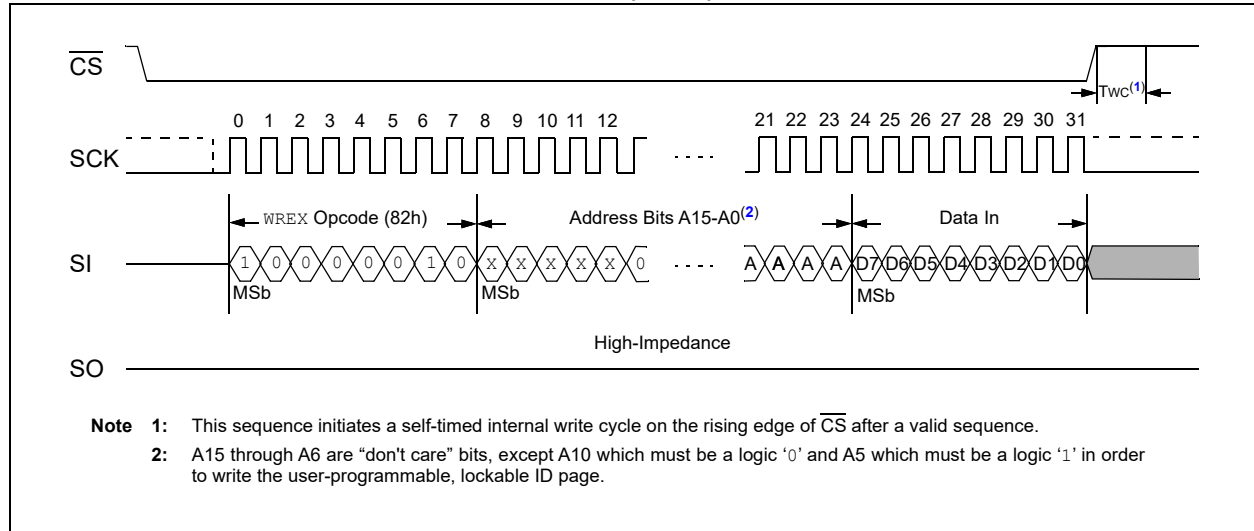 CS
TWC(1)
0 1 2 3 4 5 6 7 8 9 10 11 12 21 22 23 24 25 26 27 28 29 30 31
SCK
WREX Opcode (82h) Address Bits A15-A0(2) Data In
SI 1 0 0 0 0 0 1 0 X X X X X 0 A A A A D7 D6 D5 D4 D3 D2 D1 D0
MSb MSb MSb
High-Impedance
SO
Note 1: This sequence initiates a self-timed internal write cycle on the rising edge of CS after a valid sequence.
2: A15 through A6 are “don't care” bits, except A10 which must be a logic ‘0’ and A5 which must be a logic ‘1’ in order
to write the user-programmable, lockable ID page.